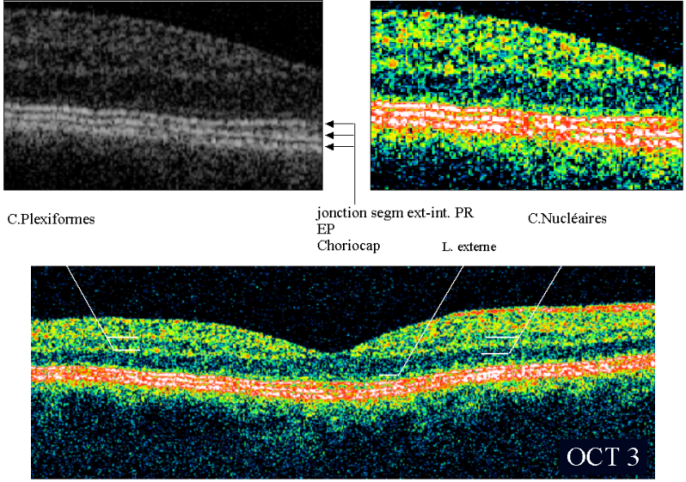 C.Plexiformes
jonction segm ext-int. PR
EP
Choriocap
L. externe
C.Nucléaires
OCT 3